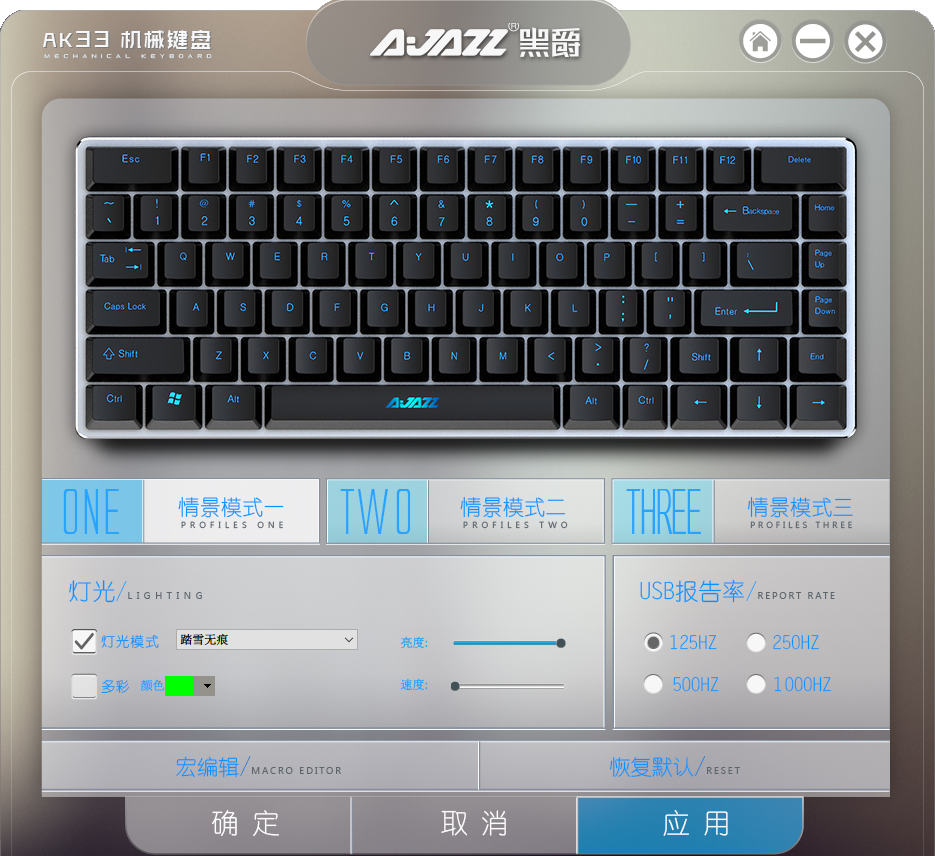 AK33 机械键盘
MECHANICAL KEYBOARD
A·JAZZ®黑爵
Esc F1 F2 F3 F4 F5 F6 F7 F8 F9 F10 F11 F12 Delete
~ ! @ # $ % ^ & * ( ) — +
、 1 2 3 4 5 6 7 8 9 0 - = ← Backspace Home
Tab Q W E R T Y U I O P [ ] \ Page Up
Caps Lock A S D F G H J K L : ; " ' Enter Page Down
Shift Z X C V B N M < > . ? / Shift ↑ End
Ctrl Alt A·JAZZ Alt Ctrl ← ↓ →
ONE 情景模式一
PROFILES ONE
TWO 情景模式二
PROFILES TWO
THREE 情景模式三
PROFILES THREE
灯光/LIGHTING
灯光模式 踏雪无痕 亮度:
多彩 颜色 速度:
USB报告率/REPORT RATE
125HZ 250HZ
500HZ 1000HZ
宏编辑/MACRO EDITOR
恢复默认/RESET
确定 取消 应用